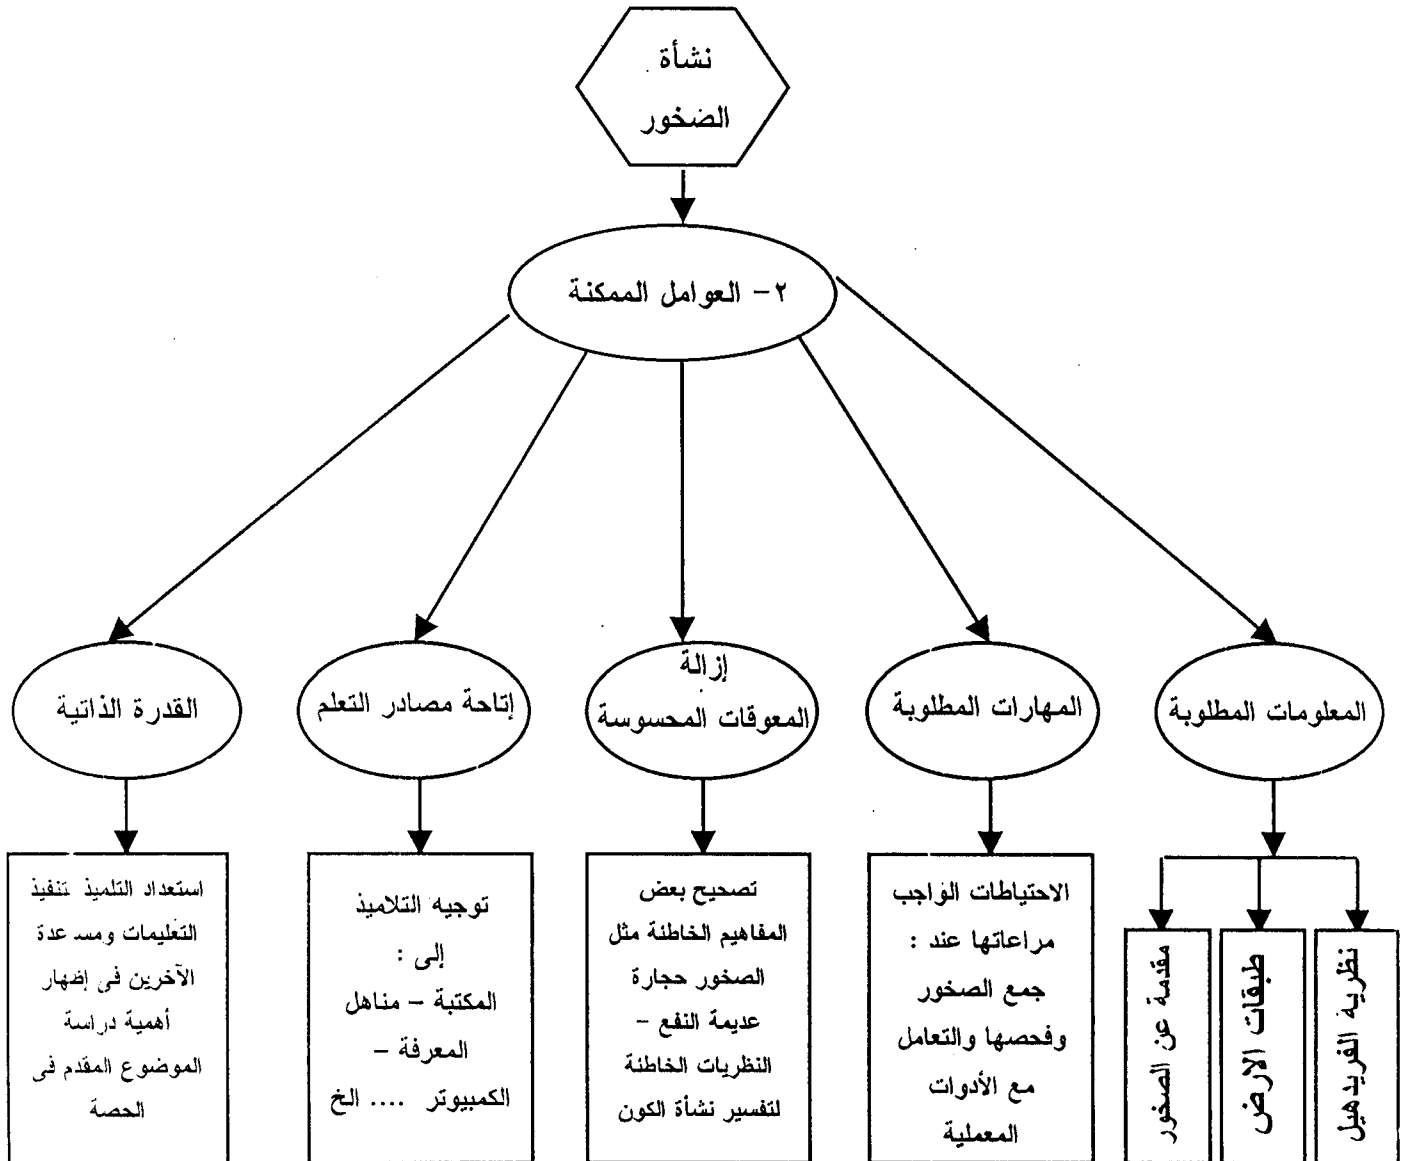 نشأة
الضخور
٢- العوامل الممكنة
المعلومات المطلوبة
المهارات المطلوبة
إزالة
المعوقات المحسوسة
إتاحة مصادر التعلم
القدرة الذاتية
نظرية الفريدهيل
طبقات الارض
مقدمة عن الصخور
الاحتياطات الواجب
مراعاتها عند :
جمع الصخور
وفحصها والتعامل
مع الأدوات
المعملية
تصحيح بعض
المفاهيم الخاطئة مثل
الصخور حجارة
عديمة النفع -
النظريات الخاطئة
لتفسير نشأة الكون
توجيه التلاميذ
إلى :
المكتبة - مناهل
المعرفة -
الكمبيوتر .... الخ
استعداد التلميذ تنفيذ
التعليمات ومساعدة
الآخرين فى إظهار
أهمية دراسة
الموضوع المقدم فى
الحصة